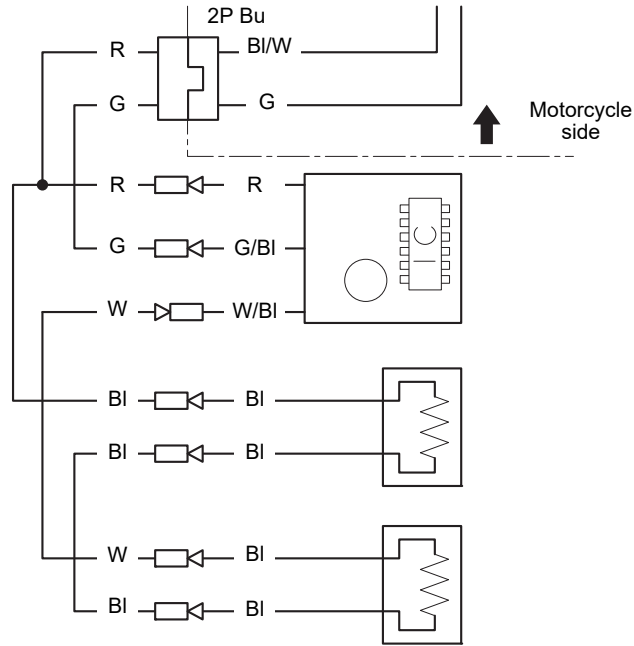 2P Bu
R Bl/W
G G
Motorcycle
side
R R
G G/Bl
W W/Bl
Bl Bl
Bl Bl
W Bl
Bl Bl